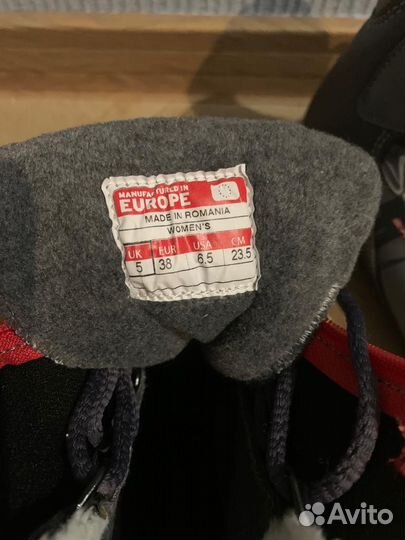 MANUFACTURED IN
EUROPE
MADE IN ROMANIA
WOMEN'S
UK EUR USA CM
5 38 6.5 23.5
Avito